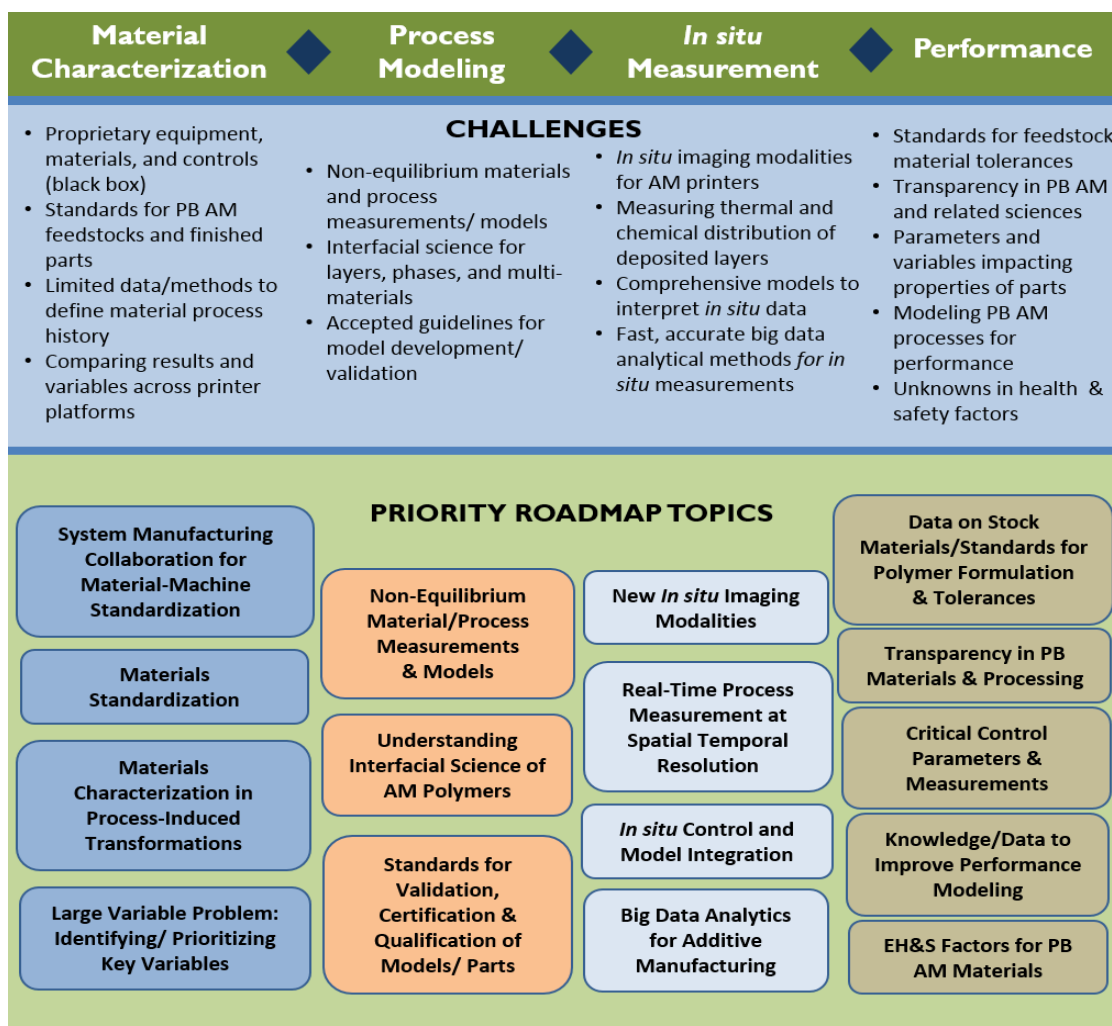 Material
Characterization
Process
Modeling
In situ
Measurement
Performance
CHALLENGES
• Proprietary equipment,
materials, and controls
(black box)
• Standards for PB AM
feedstocks and finished
parts
• Limited data/methods to
define material process
history
• Comparing results and
variables across printer
platforms
• Non-equilibrium materials
and process
measurements/ models
• Interfacial science for
layers, phases, and multi-
materials
• Accepted guidelines for
model development/
validation
• In situ imaging modalities
for AM printers
• Measuring thermal and
chemical distribution of
deposited layers
• Comprehensive models to
interpret in situ data
• Fast, accurate big data
analytical methods for in
situ measurements
• Standards for feedstock
material tolerances
• Transparency in PB AM
and related sciences
• Parameters and
variables impacting
properties of parts
• Modeling PB AM
processes for
performance
• Unknowns in health &
safety factors
PRIORITY ROADMAP TOPICS
System Manufacturing
Collaboration for
Material-Machine
Standardization
Materials
Standardization
Materials
Characterization in
Process-Induced
Transformations
Large Variable Problem:
Identifying/ Prioritizing
Key Variables
Non-Equilibrium
Material/Process
Measurements
& Models
Understanding
Interfacial Science of
AM Polymers
Standards for
Validation,
Certification &
Qualification of
Models/ Parts
New In situ Imaging
Modalities
Real-Time Process
Measurement at
Spatial Temporal
Resolution
In situ Control and
Model Integration
Big Data Analytics
for Additive
Manufacturing
Data on Stock
Materials/Standards for
Polymer Formulation
& Tolerances
Transparency in PB
Materials & Processing
Critical Control
Parameters &
Measurements
Knowledge/Data to
Improve Performance
Modeling
EH&S Factors for PB
AM Materials